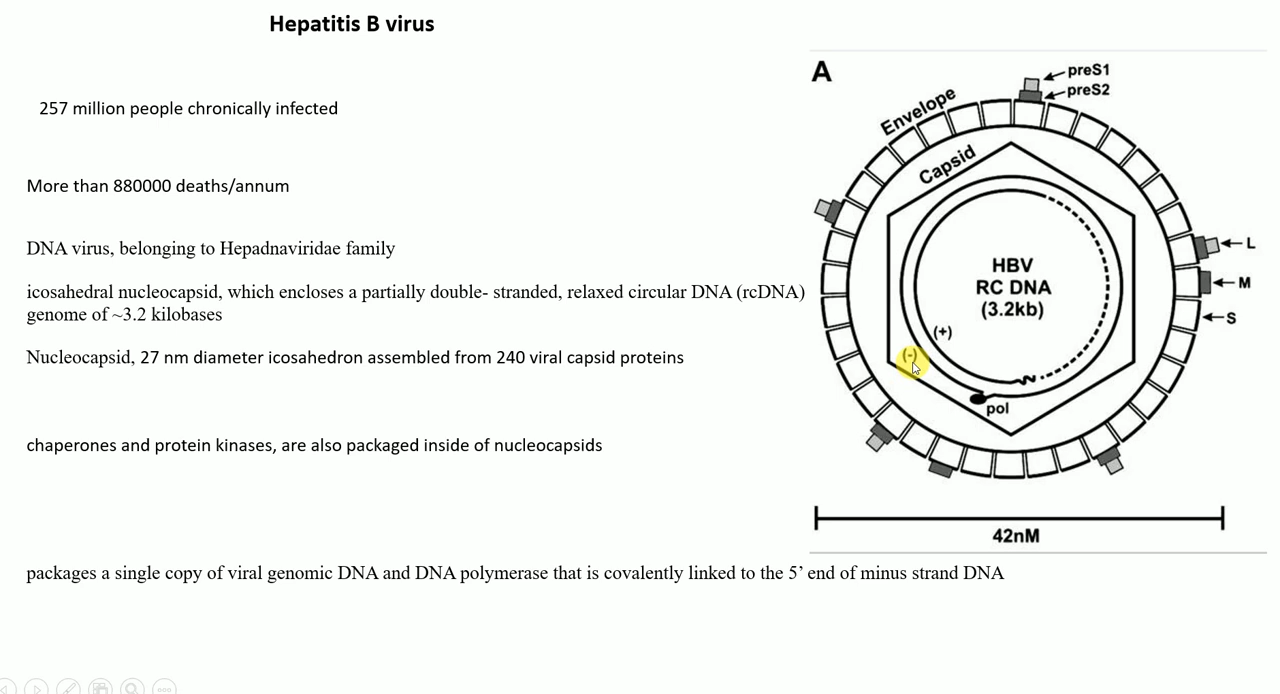 Hepatitis B virus
257 million people chronically infected
More than 880000 deaths/annum
DNA virus, belonging to Hepadnaviridae family
icosahedral nucleocapsid, which encloses a partially double- stranded, relaxed circular DNA (rcDNA)
genome of ~3.2 kilobases
Nucleocapsid, 27 nm diameter icosahedron assembled from 240 viral capsid proteins
chaperones and protein kinases, are also packaged inside of nucleocapsids
packages a single copy of viral genomic DNA and DNA polymerase that is covalently linked to the 5’ end of minus strand DNA
A
preS1
preS2
Envelope
Capsid
L
M
S
HBV
RC DNA
(3.2kb)
(+)
(-)
pol
42nM